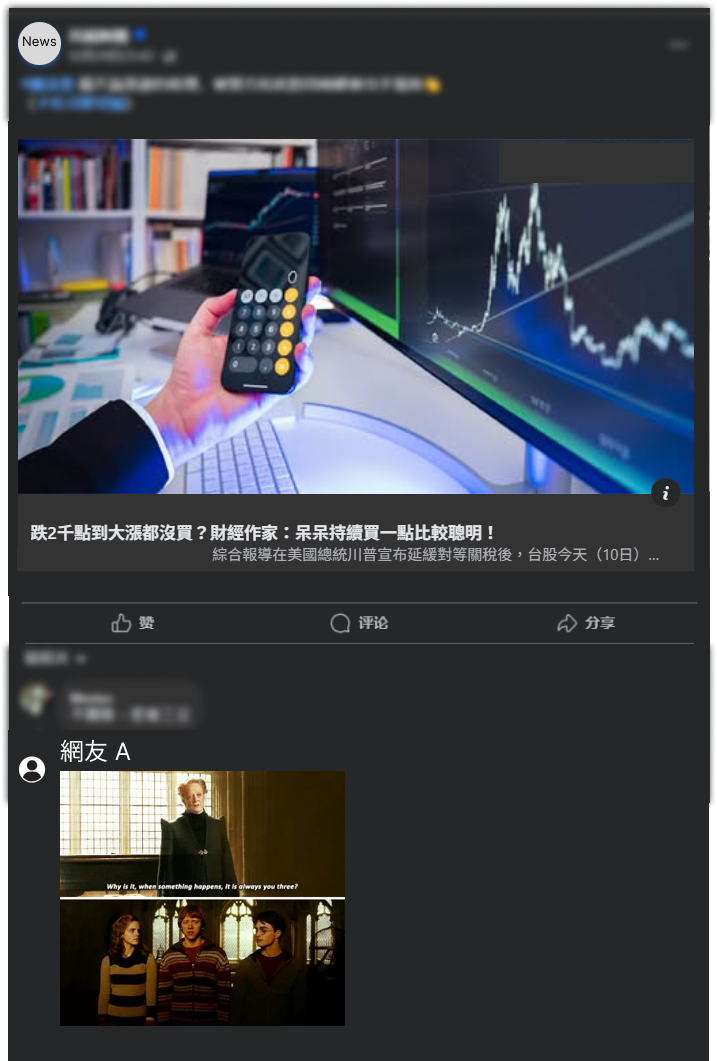 News
跌2千點到大漲都沒買？財經作家：呆呆持續買一點比較聰明！
綜合報導在美國總統川普宣布延緩對等關稅後，台股今天（10日）...
赞
评论
分享
網友 A
Why is it, when something happens, it is always you three?